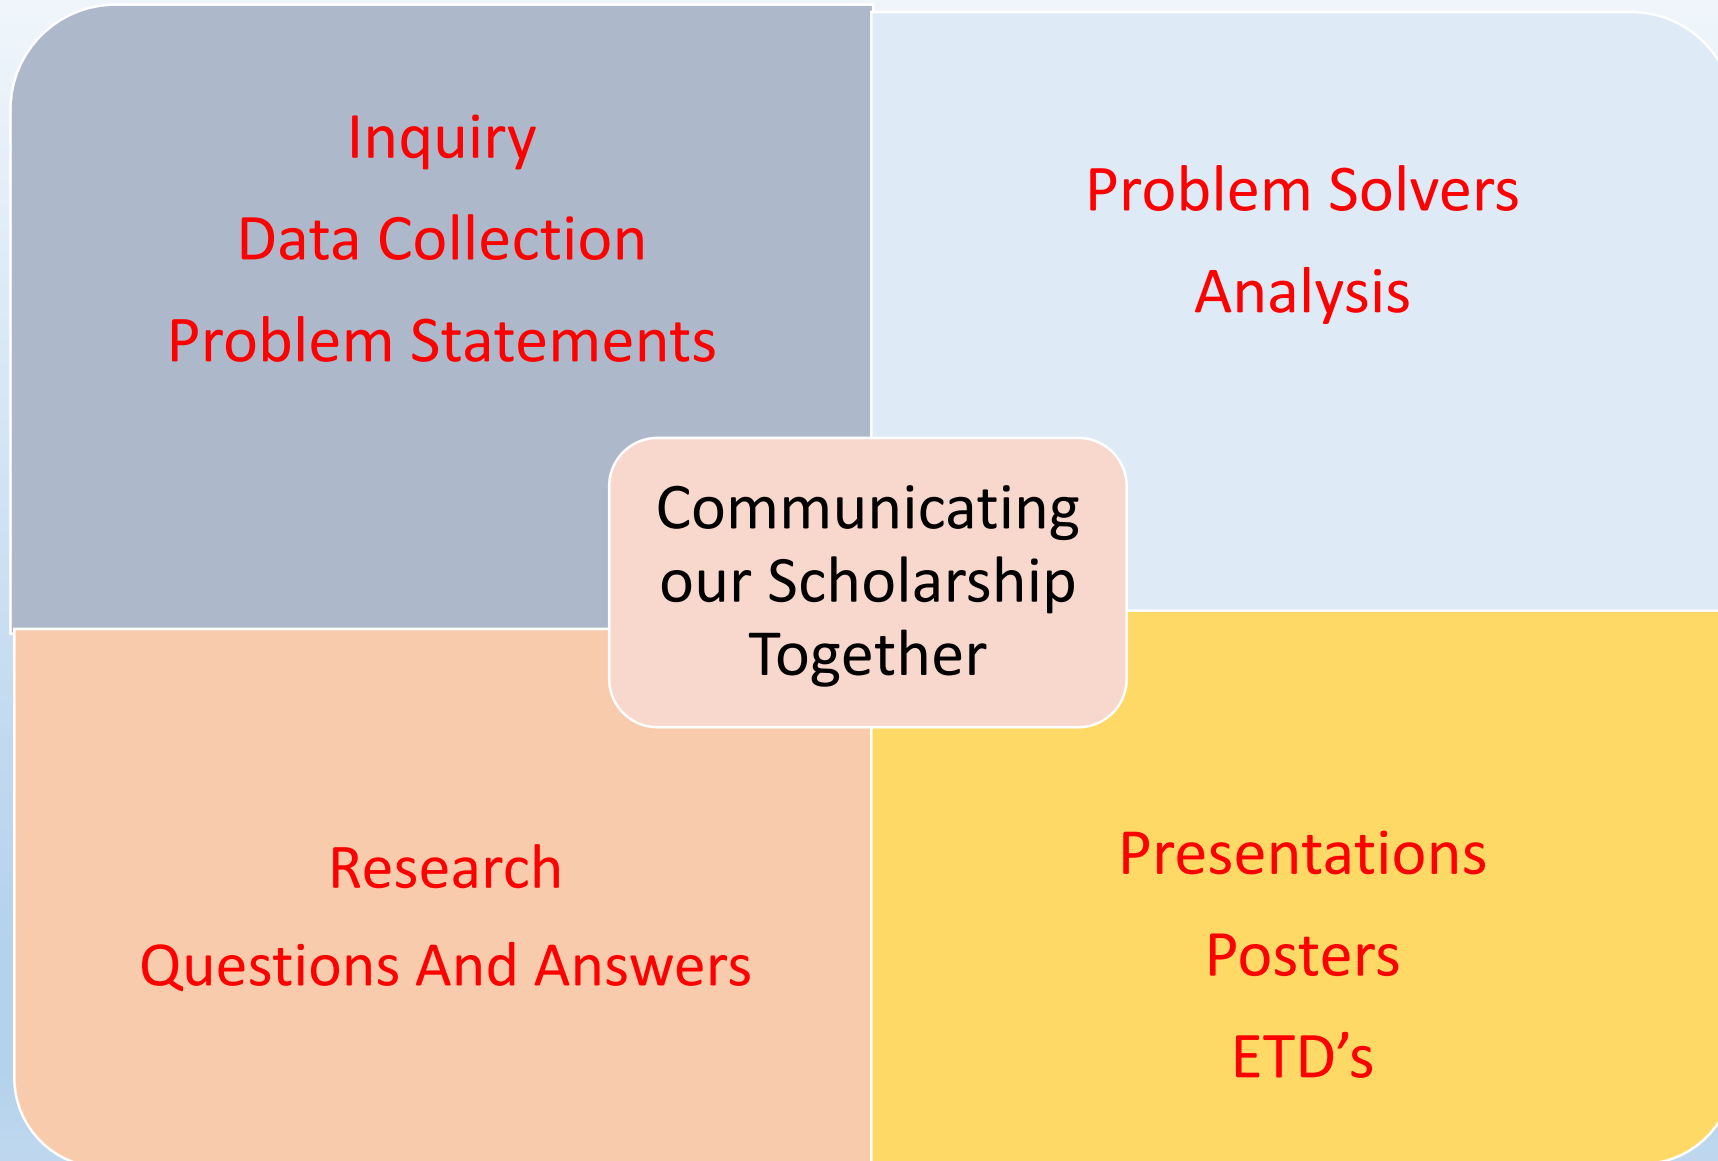 Inquiry
Data Collection
Problem Statements
Problem Solvers
Analysis
Communicating
our Scholarship
Together
Research
Questions And Answers
Presentations
Posters
ETD’s